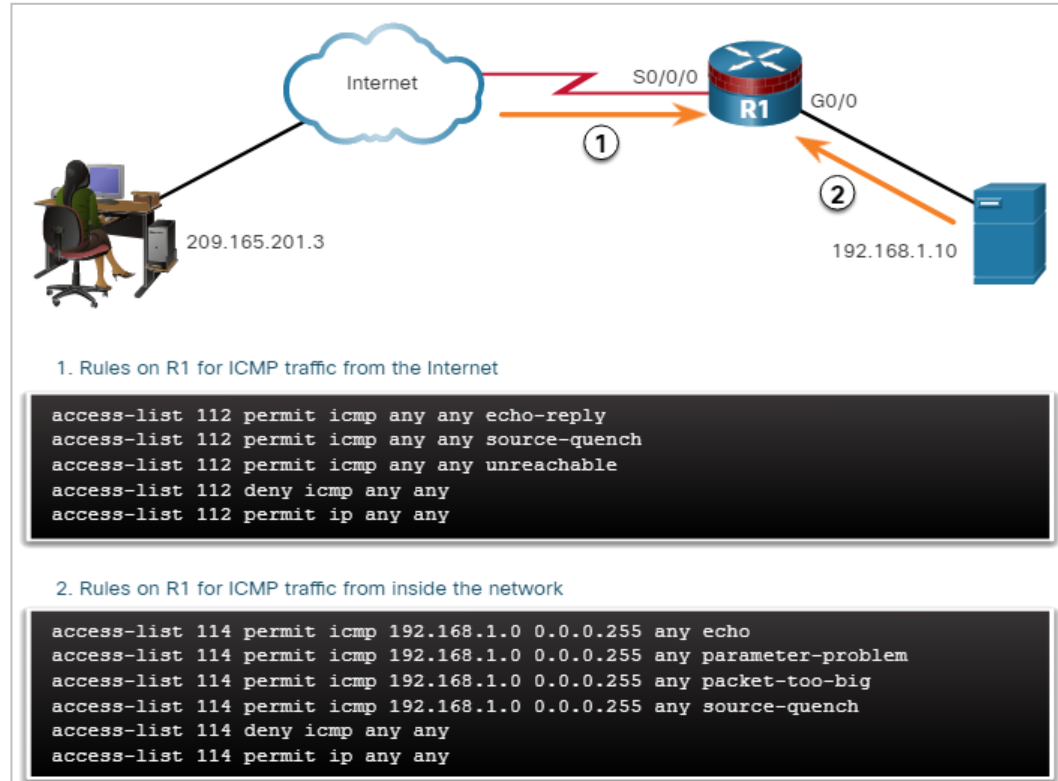 Internet
S0/0/0
R1
G0/0
1
2
209.165.201.3
192.168.1.10
1. Rules on R1 for ICMP traffic from the Internet
access-list 112 permit icmp any any echo-reply
access-list 112 permit icmp any any source-quench
access-list 112 permit icmp any any unreachable
access-list 112 deny icmp any any
access-list 112 permit ip any any
2. Rules on R1 for ICMP traffic from inside the network
access-list 114 permit icmp 192.168.1.0 0.0.0.255 any echo
access-list 114 permit icmp 192.168.1.0 0.0.0.255 any parameter-problem
access-list 114 permit icmp 192.168.1.0 0.0.0.255 any packet-too-big
access-list 114 permit icmp 192.168.1.0 0.0.0.255 any source-quench
access-list 114 deny icmp any any
access-list 114 permit ip any any